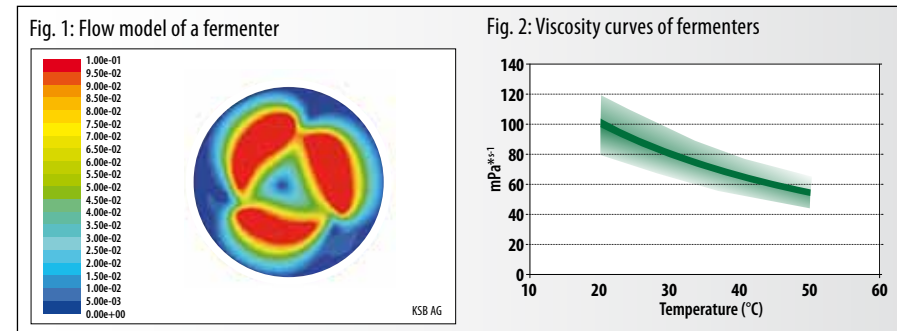 Fig. 1: Flow model of a fermenter
1.00e-01
9.50e-02
9.00e-02
8.50e-02
8.00e-02
7.50e-02
7.00e-02
6.50e-02
6.00e-02
5.50e-02
5.00e-02
4.50e-02
4.00e-02
3.50e-02
3.00e-02
2.50e-02
2.00e-02
1.50e-02
1.00e-02
5.00e-03
0.00e+00
KSB AG
Fig. 2: Viscosity curves of fermenters
mPa*s-1
140
120
100
80
60
40
20
0
10 20 30 40 50 60
Temperature (°C)